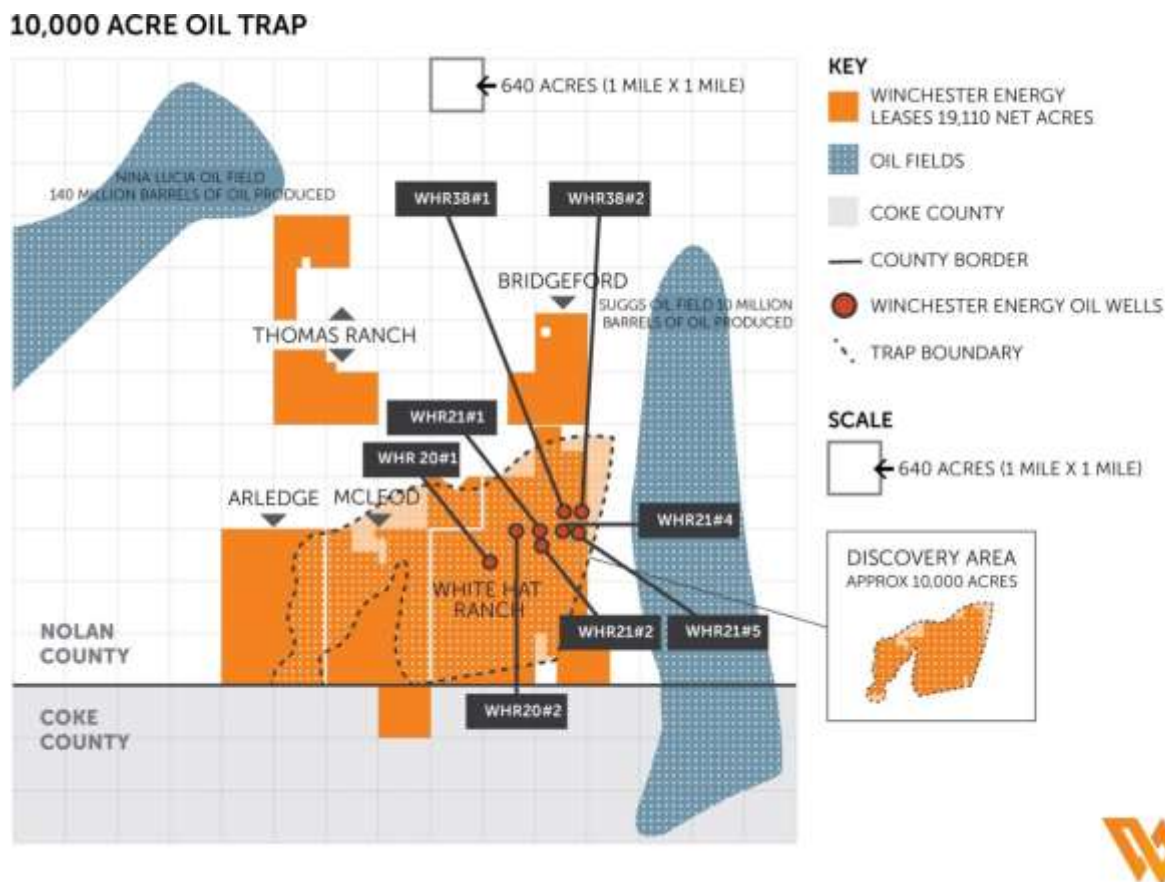 10,000 ACRE OIL TRAP
640 ACRES (1 MILE X 1 MILE)
NINA LUCIA OIL FIELD
140 MILLION BARRELS OF OIL PRODUCED
WHR38#1
WHR38#2
BRIDGEFORD
SUGGS OIL FIELD 10 MILLION
BARRELS OF OIL PRODUCED
THOMAS RANCH
WHR21#1
WHR 20#1
ARLEDGE
MCLEOD
WHR21#4
WHITE HAT
RANCH
WHR21#2
WHR21#5
NOLAN
COUNTY
WHR20#2
COKE
COUNTY
KEY
WINCHESTER ENERGY
LEASES 19,110 NET ACRES
OIL FIELDS
COKE COUNTY
COUNTY BORDER
WINCHESTER ENERGY OIL WELLS
TRAP BOUNDARY
SCALE
640 ACRES (1 MILE X 1 MILE)
DISCOVERY AREA
APPROX 10,000 ACRES